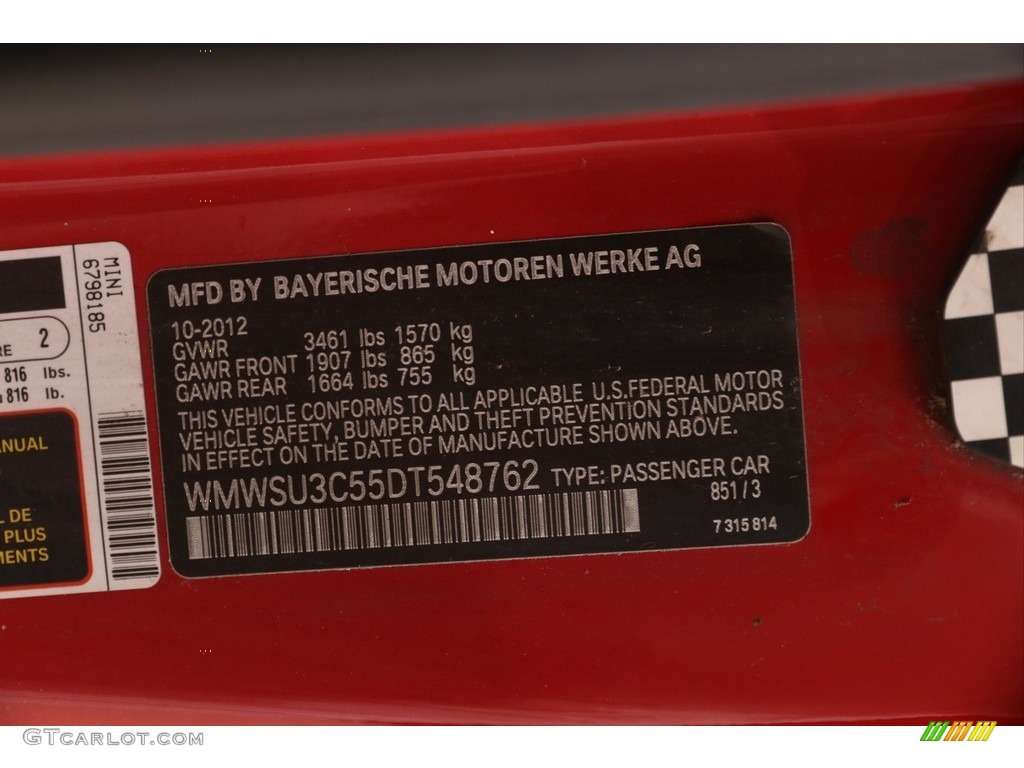 MFD BY BAYERISCHE MOTOREN WERKE AG
10-2012
GVWR 3461 lbs 1570 kg
GAWR FRONT 1907 lbs 865 kg
GAWR REAR 1664 lbs 755 kg
THIS VEHICLE CONFORMS TO ALL APPLICABLE U.S.FEDERAL MOTOR
VEHICLE SAFETY, BUMPER AND THEFT PREVENTION STANDARDS
IN EFFECT ON THE DATE OF MANUFACTURE SHOWN ABOVE.
WMWSU3C55DT548762 TYPE: PASSENGER CAR
851/3
7 315 814
MINI
6798185
2
816 lbs.
816 lb.
L DE
PLUS
GTCARLOT.COM